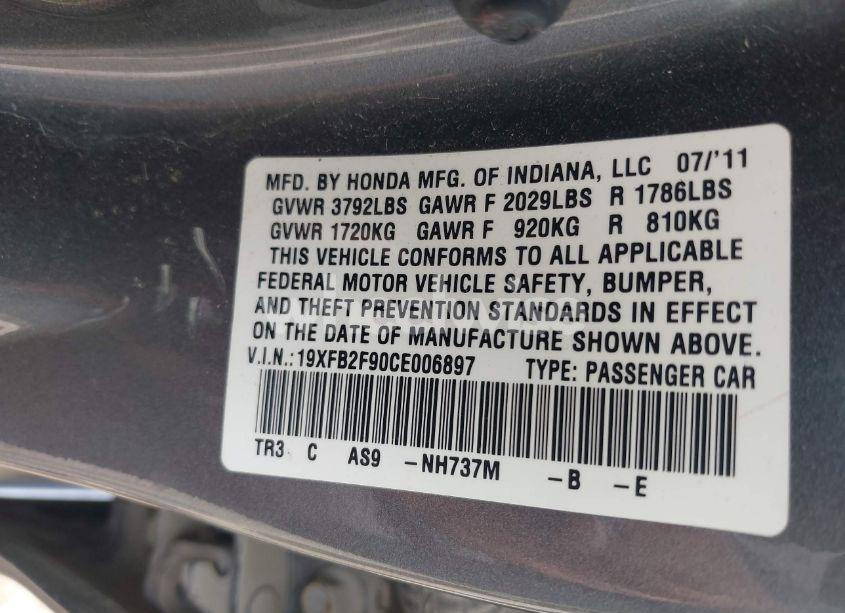 MFD. BY HONDA MFG. OF INDIANA, LLC 07/'11
GVWR 3792LBS GAWR F 2029LBS R 1786LBS
GVWR 1720KG GAWR F 920KG R 810KG
THIS VEHICLE CONFORMS TO ALL APPLICABLE
FEDERAL MOTOR VEHICLE SAFETY, BUMPER,
AND THEFT PREVENTION STANDARDS IN EFFECT
ON THE DATE OF MANUFACTURE SHOWN ABOVE.
V.I.N.: 19XFB2F90CE006897 TYPE: PASSENGER CAR
TR3 C AS9 -NH737M -B -E